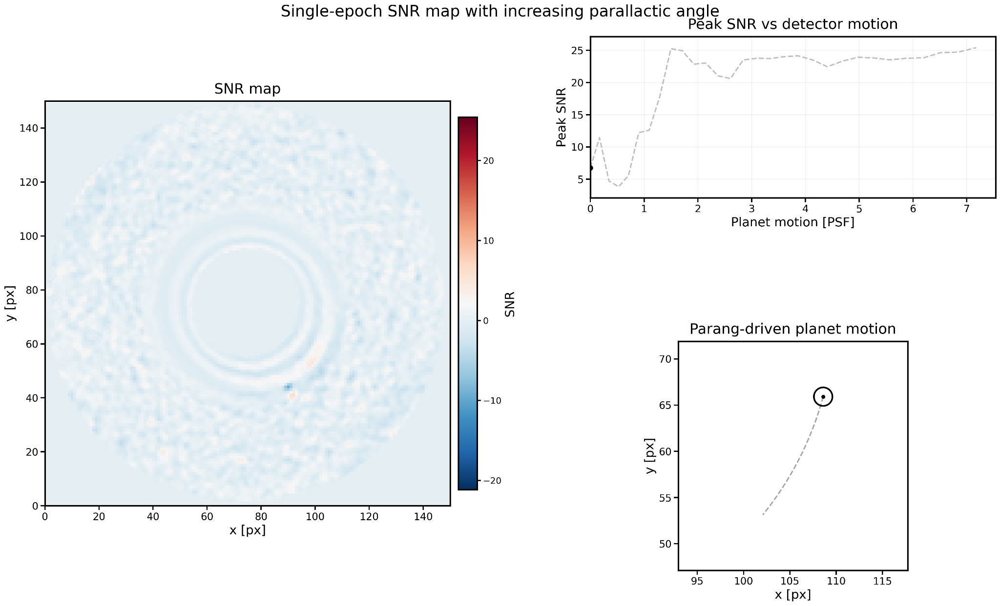 Single-epoch SNR map with increasing parallactic angle
Peak SNR vs detector motion
25
20
15
10
5
Peak SNR
0 1 2 3 4 5 6 7
Planet motion [PSF]
SNR map
140
120
100
80
60
40
20
0
y [px]
0 20 40 60 80 100 120 140
x [px]
20
10
0
−10
−20
SNR
Parang-driven planet motion
70
65
60
55
50
y [px]
95 100 105 110 115
x [px]